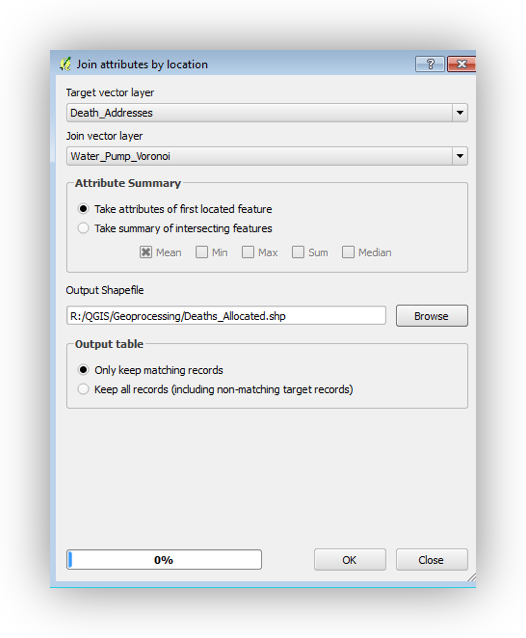 Join attributes by location
?
Target vector layer
Death_Addresses
Join vector layer
Water_Pump_Voronoi
Attribute Summary
Take attributes of first located feature
Take summary of intersecting features
Mean Min Max Sum Median
Output Shapefile
R:/QGIS/Geoprocessing/Deaths_Allocated.shp Browse
Output table
Only keep matching records
Keep all records (including non-matching target records)
0% OK Close